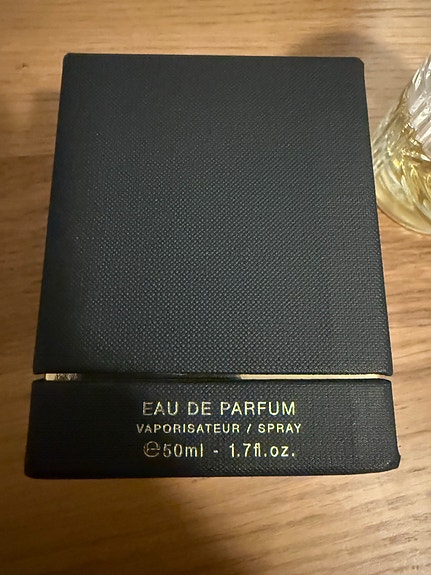 EAU DE PARFUM
VAPORISATEUR / SPRAY
℮50ml - 1.7fl.oz.